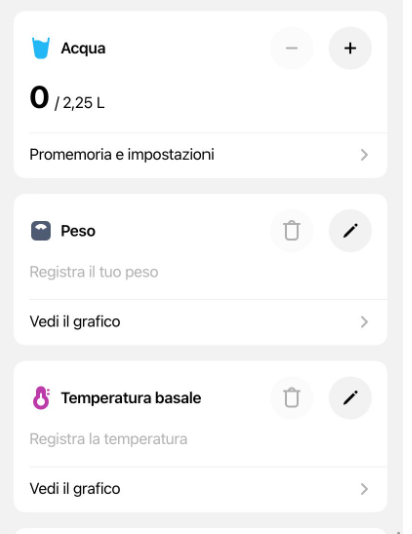 Acqua
0 / 2,25 L
Promemoria e impostazioni
Peso
Registra il tuo peso
Vedi il grafico
Temperatura basale
Registra la temperatura
Vedi il grafico